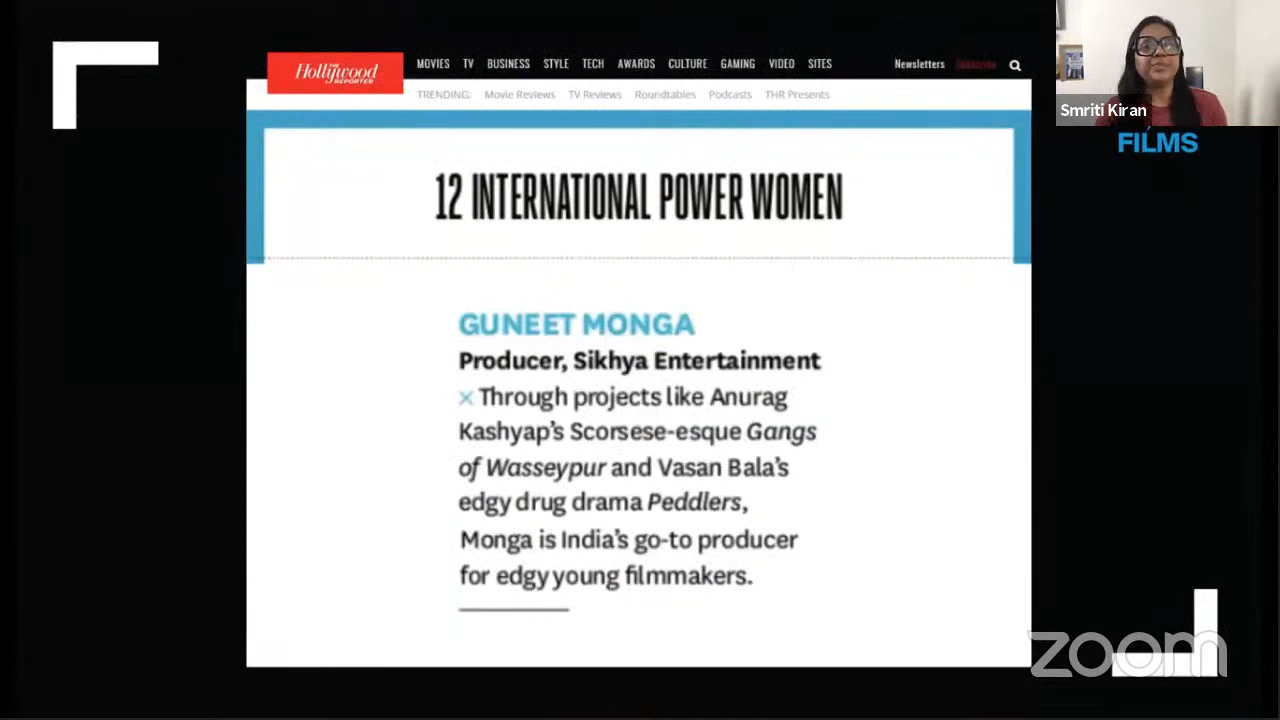 THE
Hollywood
REPORTER
MOVIES TV BUSINESS STYLE TECH AWARDS CULTURE GAMING VIDEO SITES
Newsletters Subscribe
TRENDING: Movie Reviews TV Reviews Roundtables Podcasts THR Presents
Smriti Kiran
FILMS
12 INTERNATIONAL POWER WOMEN
GUNEET MONGA
Producer, Sikhya Entertainment
× Through projects like Anurag
Kashyap's Scorsese-esque Gangs
of Wasseypur and Vasan Bala's
edgy drug drama Peddlers,
Monga is India's go-to producer
for edgy young filmmakers.
zoom